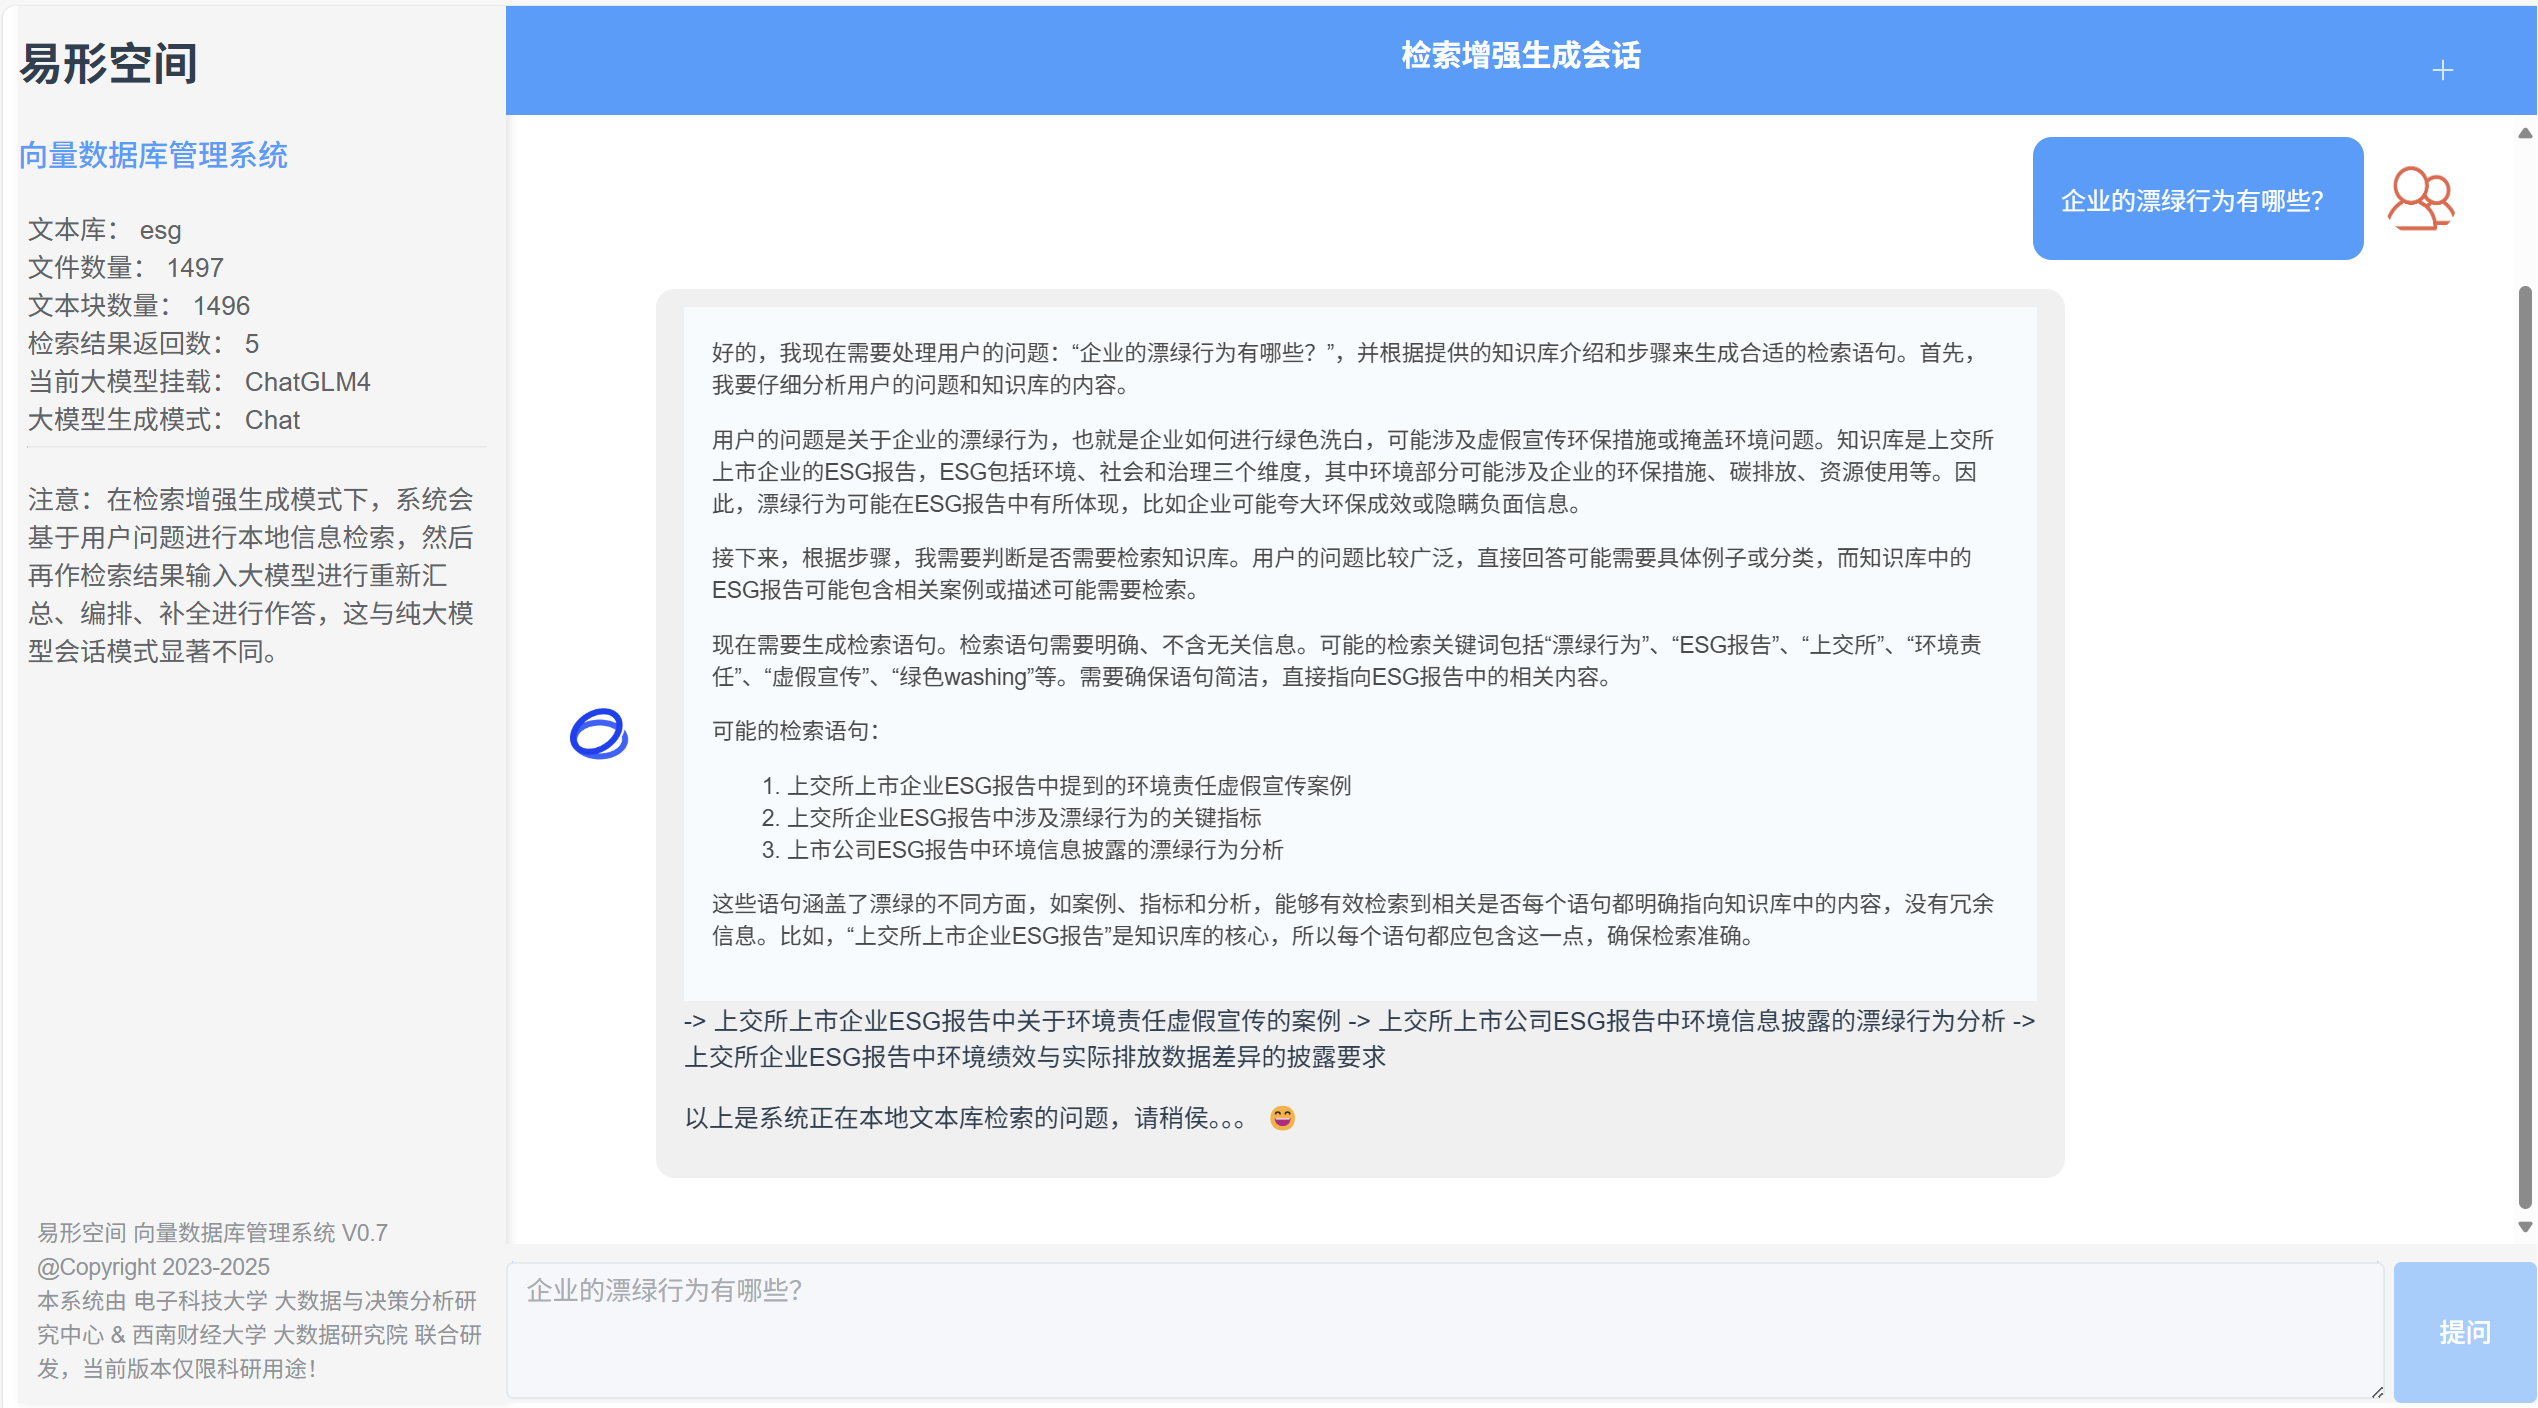 易形空间
向量数据库管理系统
文本库： esg
文件数量： 1497
文本块数量： 1496
检索结果返回数： 5
当前大模型挂载： ChatGLM4
大模型生成模式： Chat
注意：在检索增强生成模式下，系统会
基于用户问题进行本地信息检索，然后
再作检索结果输入大模型进行重新汇
总、编排、补全进行作答，这与纯大模
型会话模式显著不同。
易形空间 向量数据库管理系统 V0.7
@Copyright 2023-2025
本系统由 电子科技大学 大数据与决策分析研
究中心 & 西南财经大学 大数据研究院 联合研
发，当前版本仅限科研用途！
检索增强生成会话
企业的漂绿行为有哪些？
好的，我现在需要处理用户的问题：“企业的漂绿行为有哪些？”，并根据提供的知识库介绍和步骤来生成合适的检索语句。首先，
我要仔细分析用户的问题和知识库的内容。
用户的问题是关于企业的漂绿行为，也就是企业如何进行绿色洗白，可能涉及虚假宣传环保措施或掩盖环境问题。知识库是上交所
上市企业的ESG报告，ESG包括环境、社会和治理三个维度，其中环境部分可能涉及企业的环保措施、碳排放、资源使用等。因
此，漂绿行为可能在ESG报告中有所体现，比如企业可能夸大环保成效或隐瞒负面信息。
接下来，根据步骤，我需要判断是否需要检索知识库。用户的问题比较广泛，直接回答可能需要具体例子或分类，而知识库中的
ESG报告可能包含相关案例或描述可能需要检索。
现在需要生成检索语句。检索语句需要明确、不含无关信息。可能的检索关键词包括“漂绿行为”、“ESG报告”、“上交所”、“环境责
任”、“虚假宣传”、“绿色washing”等。需要确保语句简洁，直接指向ESG报告中的相关内容。
可能的检索语句：
1. 上交所上市企业ESG报告中提到的环境责任虚假宣传案例
2. 上交所企业ESG报告中涉及漂绿行为的关键指标
3. 上市公司ESG报告中环境信息披露的漂绿行为分析
这些语句涵盖了漂绿的不同方面，如案例、指标和分析，能够有效检索到相关是否每个语句都明确指向知识库中的内容，没有冗余
信息。比如，“上交所上市企业ESG报告”是知识库的核心，所以每个语句都应包含这一点，确保检索准确。
-> 上交所上市企业ESG报告中关于环境责任虚假宣传的案例 -> 上交所上市公司ESG报告中环境信息披露的漂绿行为分析 ->
上交所企业ESG报告中环境绩效与实际排放数据差异的披露要求
以上是系统正在本地文本库检索的问题，请稍侯。。。 😄
企业的漂绿行为有哪些？
提问